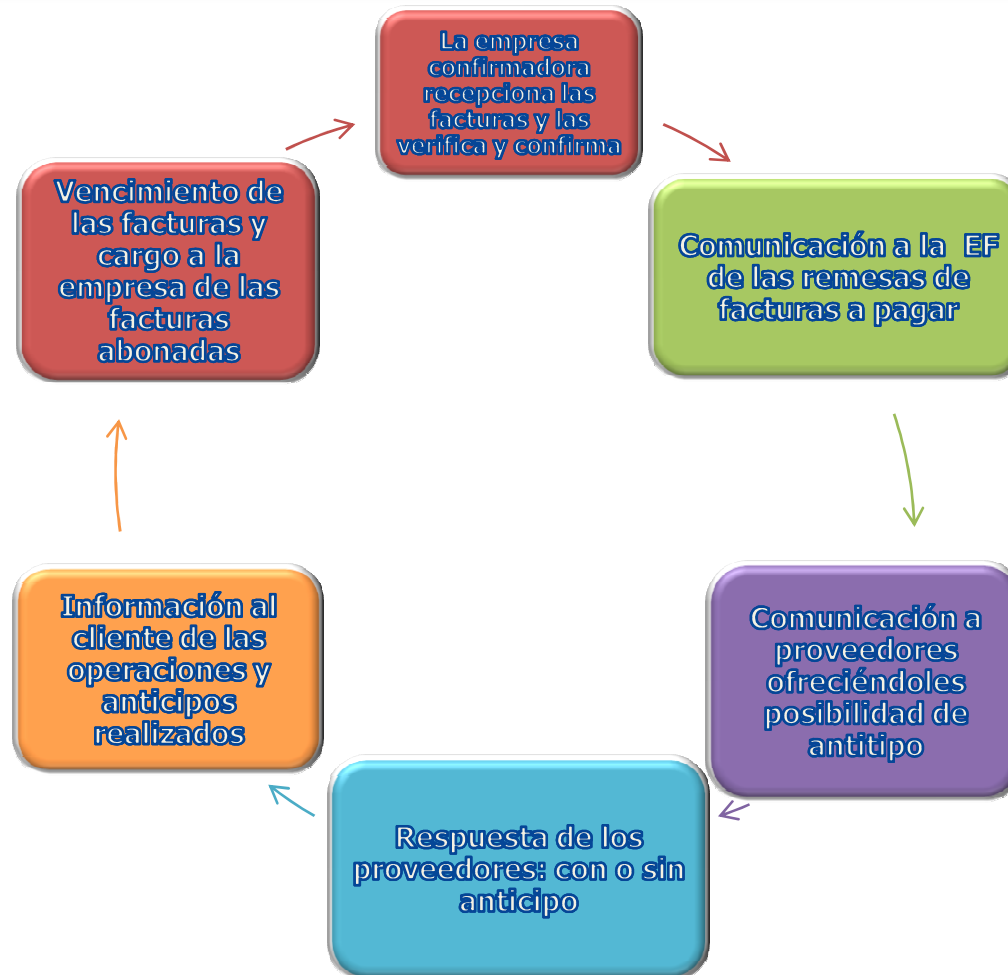 La empresa
confirmadora
recepciona las
facturas y las
verifica y confirma
Comunicación a la EF
de las remesas de
facturas a pagar
Comunicación a
proveedores
ofreciéndoles
posibilidad de
antitipo
Respuesta de los
proveedores: con o sin
anticipo
Información al
cliente de las
operaciones y
anticipos
realizados
Vencimiento de
las facturas y
cargo a la
empresa de las
facturas
abonadas